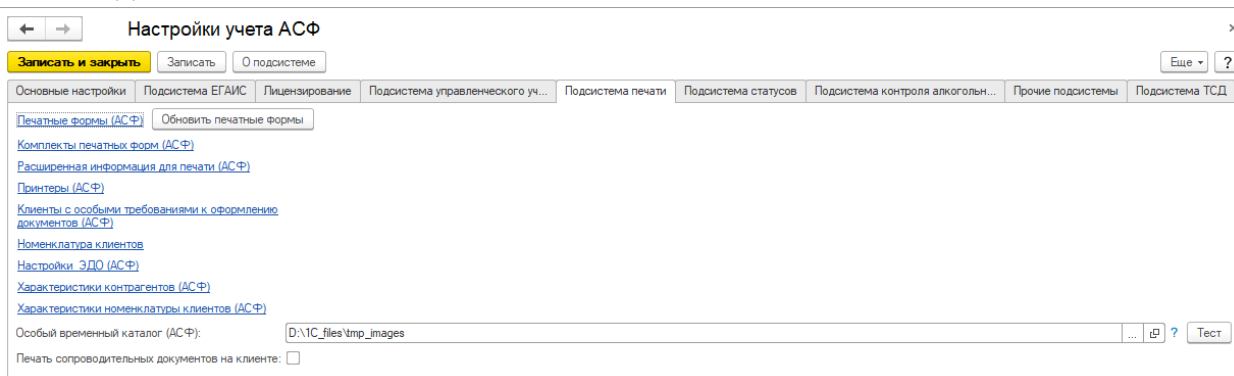 Настройки учета АСФ
Записать и закрыть Записать О подсистеме Еще ?
Основные настройки Подсистема ЕГАИС Лицензирование Подсистема управленческого уч... Подсистема печати Подсистема статусов Подсистема контроля алкогольн... Прочие подсистемы Подсистема ТСД
Печатные формы (АСФ) Обновить печатные формы
Комплекты печатных форм (АСФ)
Расширенная информация для печати (АСФ)
Принтеры (АСФ)
Клиенты с особыми требованиями к оформлению
документов (АСФ)
Номенклатура клиентов
Настройки ЭДО (АСФ)
Характеристики контрагентов (АСФ)
Характеристики номенклатуры клиентов (АСФ)
Особый временный каталог (АСФ): D:\1C_files\tmp_images ... ? Тест
Печать сопроводительных документов на клиенте: